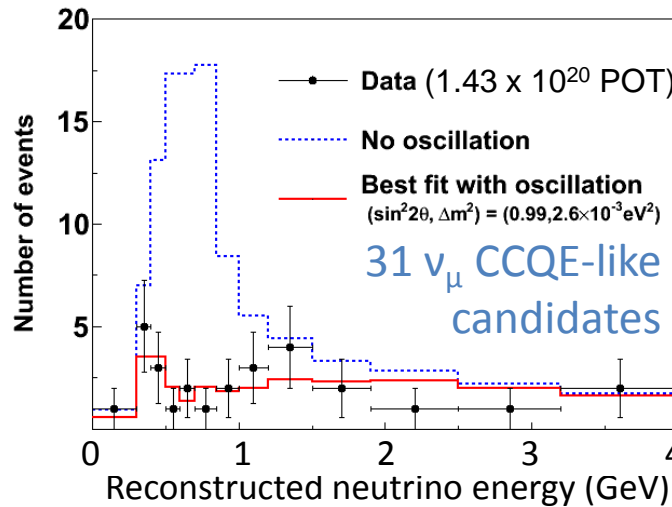 20
15
10
5
Number of events
Data (1.43 x 10²⁰ POT)
No oscillation
Best fit with oscillation
(sin²2θ, Δm²) = (0.99,2.6×10⁻³eV²)
31 νμ CCQE-like
candidates
0 1 2 3 4
Reconstructed neutrino energy (GeV)